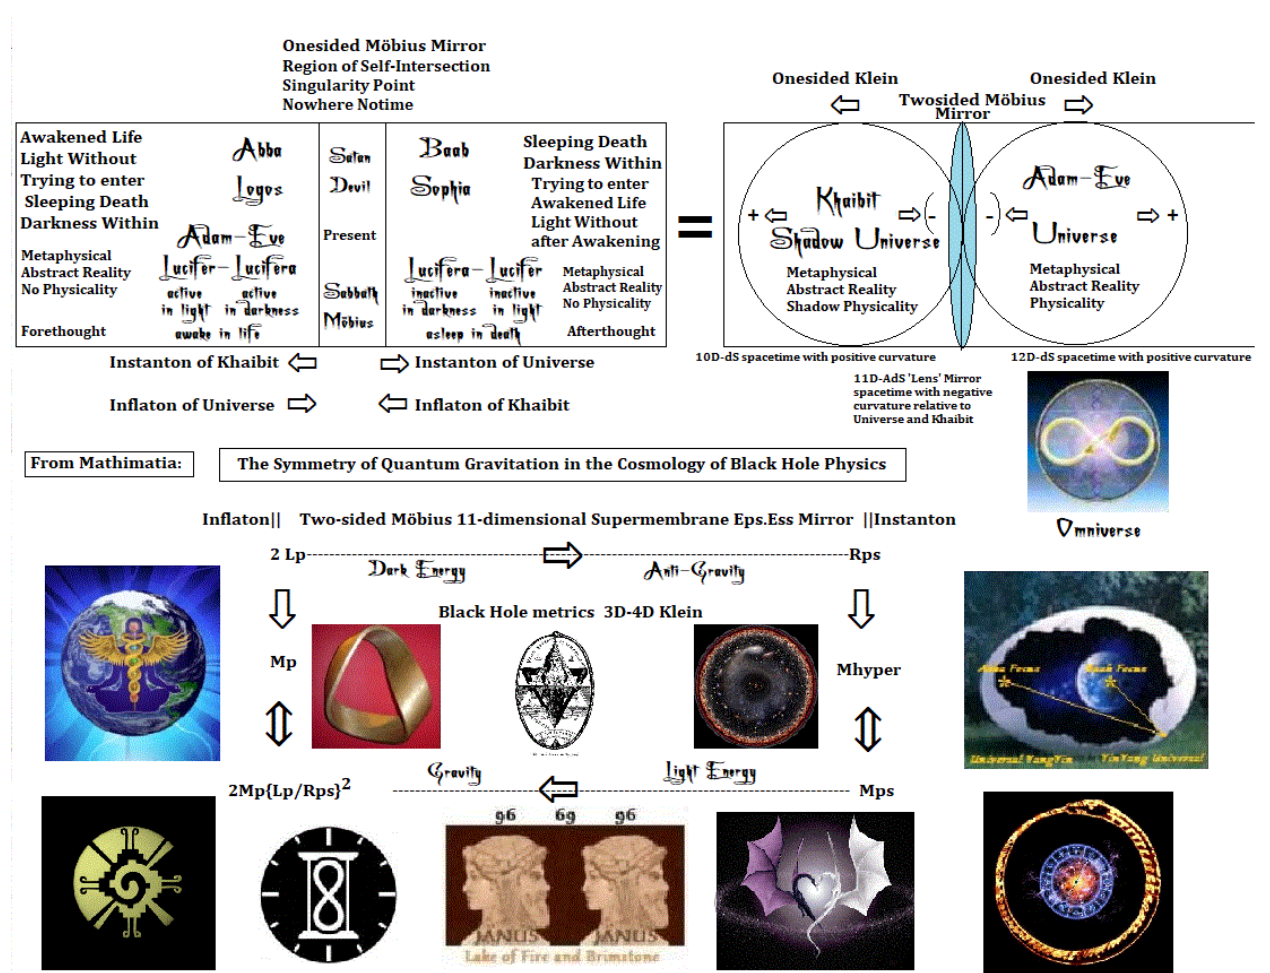 Onesided Möbius Mirror
Region of Self-Intersection
Singularity Point
Nowhere Notime
Awakened Life
Light Without
Trying to enter
Sleeping Death
Darkness Within
Metaphysical
Abstract Reality
No Physicality
Forethought
Abba
Logos
Adam-Eve
Lucifer-Lucifera
active active
in light in darkness
awake in life
Satan
Devil
Present
Sabbath
Möbius
Baab
Sophia
Lucifera-Lucifer
inactive inactive
in darkness in light
asleep in death
Sleeping Death
Darkness Within
Trying to enter
Awakened Life
Light Without
after Awakening
Metaphysical
Abstract Reality
No Physicality
Afterthought
Instanton of Khaibit
Instanton of Universe
Inflaton of Universe
Inflaton of Khaibit
=
Onesided Klein
Onesided Klein
Twosided Möbius
Mirror
+
Khaibit
Shadow Universe
Metaphysical
Abstract Reality
Shadow Physicality
(-
-)
Adam-Eve
Universe
+
Metaphysical
Abstract Reality
Physicality
10D-dS spacetime with positive curvature
12D-dS spacetime with positive curvature
11D-AdS 'Lens' Mirror
spacetime with negative
curvature relative to
Universe and Khaibit
Omniverse
From Mathimatia:
The Symmetry of Quantum Gravitation in the Cosmology of Black Hole Physics
Inflaton|| Two-sided Möbius 11-dimensional Supermembrane Eps.Ess Mirror ||Instanton
2 Lp
Rps
Dark Energy
Anti-Gravity
Black Hole metrics 3D-4D Klein
Mp
Mhyper
Gravity
Light Energy
2Mp{Lp/Rps}²
Mps
Abba Focus
Baab Focus
Universal YangYin
YinYang Universal
96 69 96
JANUS
JANUS
Lake of Fire and Brimstone